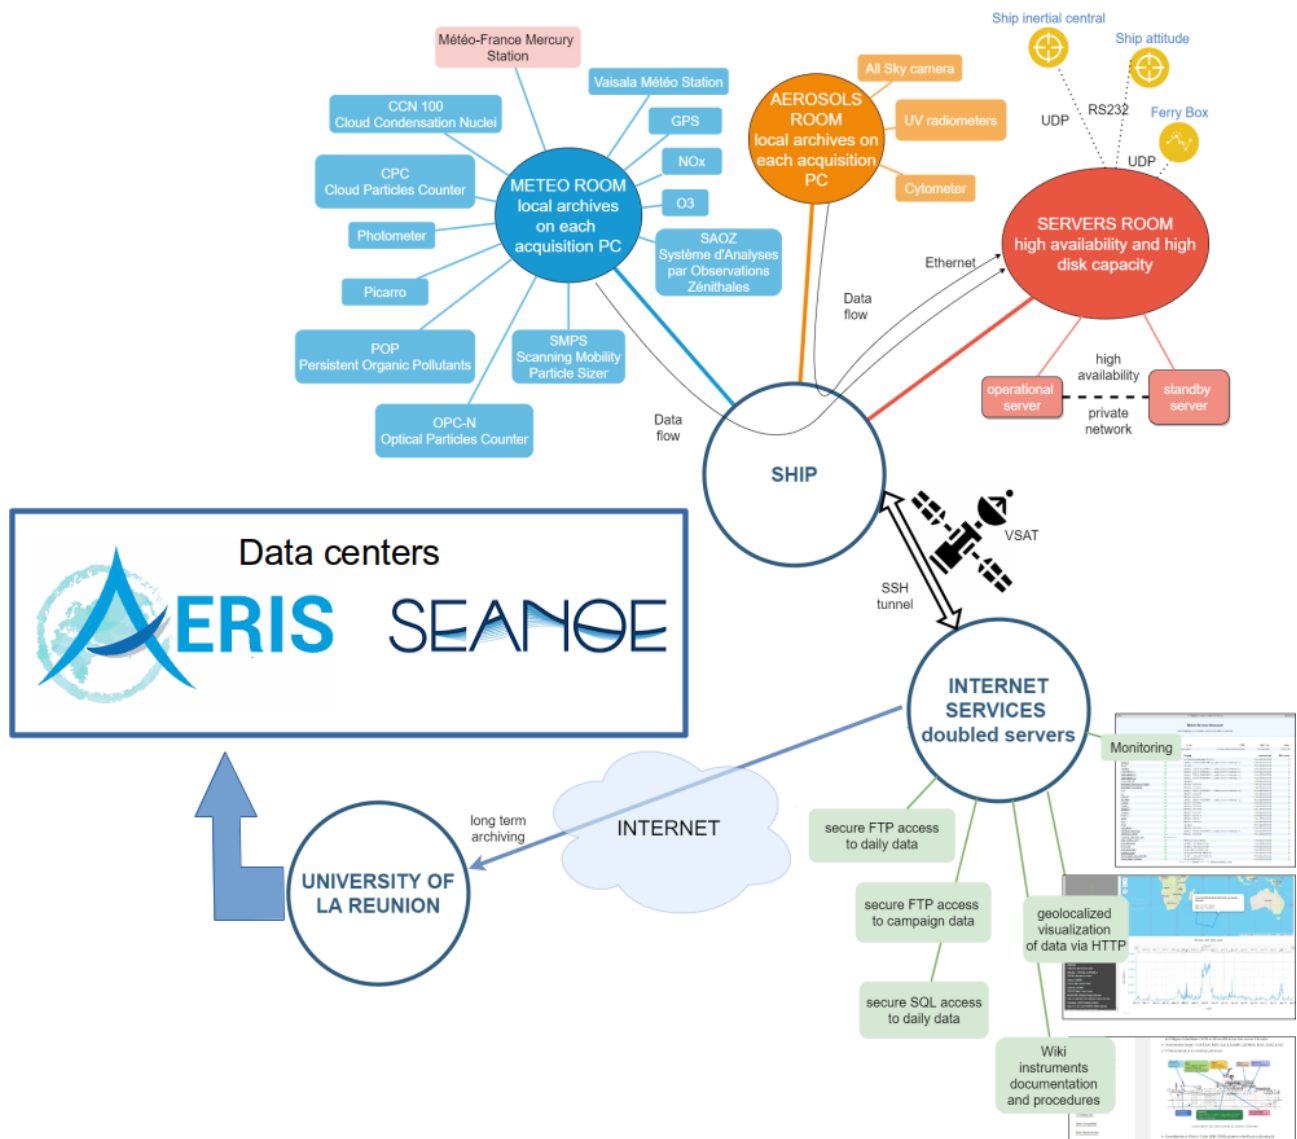 Ship inertial central
Ship attitude
Météo-France Mercury
Station
All Sky camera
Vaisala Météo Station
CCN 100
Cloud Condensation Nuclei
GPS
AEROSOLS
ROOM
local archives on
each acquisition
PC
UV radiometers
UDP
RS232
Ferry Box
UDP
CPC
Cloud Particles Counter
NOx
METEO ROOM
local archives
on each
acquisition PC
O3
Cytometer
Photometer
SAOZ
Système d'Analyses
par Observations
Zénithales
SERVERS ROOM
high availability and high
disk capacity
Ethernet
Picarro
Data
flow
POP
Persistent Organic Pollutants
SMPS
Scanning Mobility
Particle Sizer
high
availability
operational
server
standby
server
private
network
OPC-N
Optical Particles Counter
Data
flow
SHIP
VSAT
SSH
tunnel
Data centers
AERIS
SEANOE
INTERNET
SERVICES
doubled servers
Monitoring
INTERNET
long term
archiving
secure FTP access
to daily data
UNIVERSITY OF
LA REUNION
secure FTP access
to campaign data
geolocalized
visualization
of data via HTTP
secure SQL access
to daily data
Wiki
instruments
documentation
and procedures